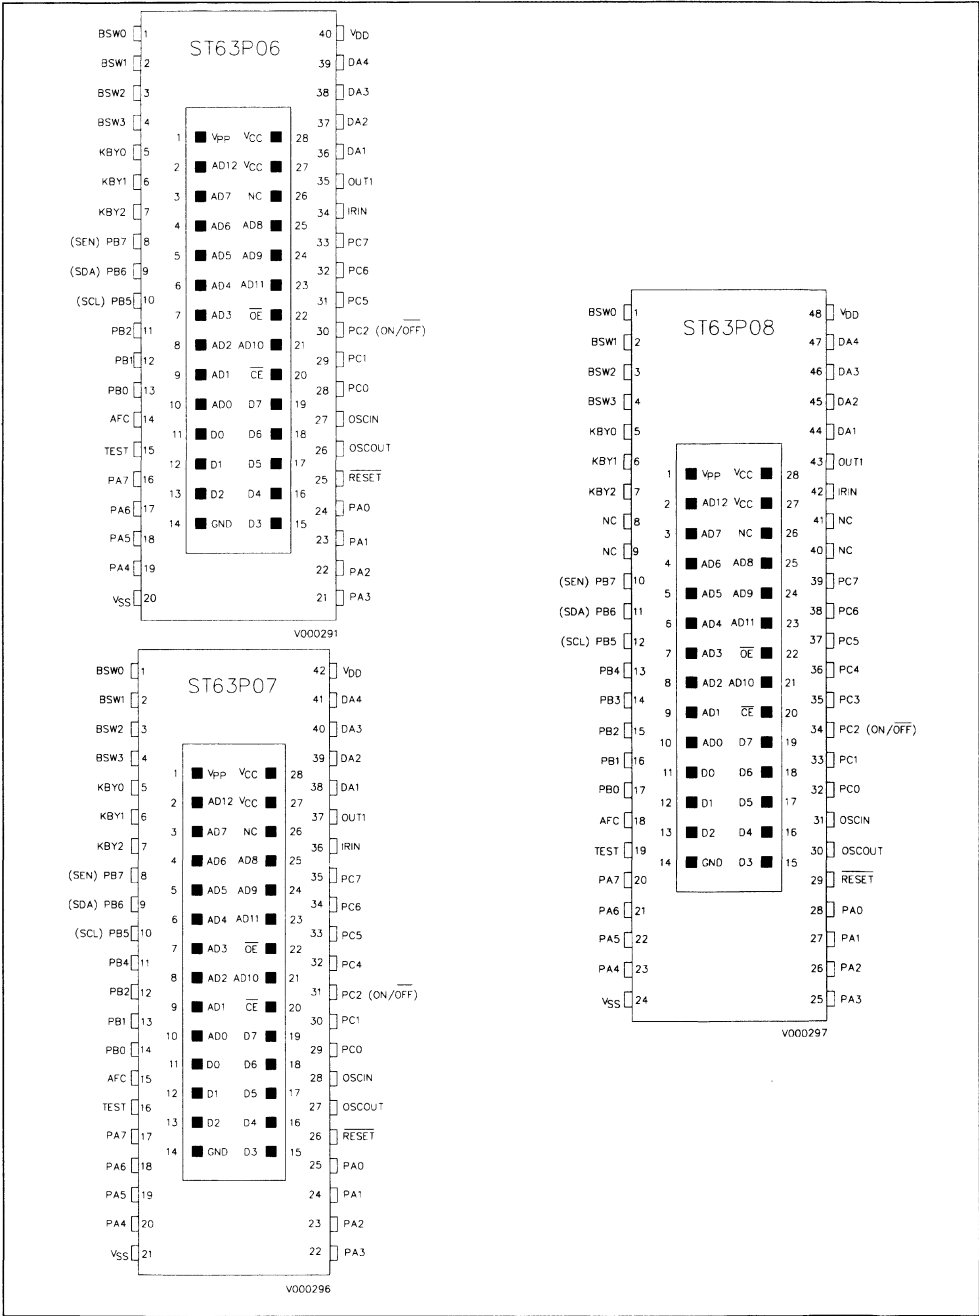 ST63P06
BSW0 1 40 VDD
BSW1 2 39 DA4
BSW2 3 38 DA3
BSW3 4 37 DA2
1 VPP VCC 28
KBY0 5 36 DA1
2 AD12 VCC 27
KBY1 6 35 OUT1
3 AD7 NC 26
KBY2 7 34 IRIN
4 AD6 AD8 25
(SEN) PB7 8 33 PC7
5 AD5 AD9 24
(SDA) PB6 9 32 PC6
6 AD4 AD11 23
(SCL) PB5 10 31 PC5
7 AD3 O̅E̅ 22
PB2 11 30 PC2 (ON/O̅F̅F̅)
8 AD2 AD10 21
PB1 12 29 PC1
9 AD1 C̅E̅ 20
PB0 13 28 PC0
10 AD0 D7 19
AFC 14 27 OSCIN
11 D0 D6 18
TEST 15 26 OSCOUT
12 D1 D5 17
PA7 16 25 R̅E̅S̅E̅T̅
13 D2 D4 16
PA6 17 24 PA0
14 GND D3 15
PA5 18 23 PA1
PA4 19 22 PA2
VSS 20 21 PA3
V000291
ST63P07
BSW0 1 42 VDD
BSW1 2 41 DA4
BSW2 3 40 DA3
BSW3 4 39 DA2
1 VPP VCC 28
KBY0 5 38 DA1
2 AD12 VCC 27
KBY1 6 37 OUT1
3 AD7 NC 26
KBY2 7 36 IRIN
4 AD6 AD8 25
(SEN) PB7 8 35 PC7
5 AD5 AD9 24
(SDA) PB6 9 34 PC6
6 AD4 AD11 23
(SCL) PB5 10 33 PC5
7 AD3 O̅E̅ 22
PB4 11 32 PC4
8 AD2 AD10 21
PB2 12 31 PC2 (ON/O̅F̅F̅)
9 AD1 C̅E̅ 20
PB1 13 30 PC1
10 AD0 D7 19
PB0 14 29 PC0
11 D0 D6 18
AFC 15 28 OSCIN
12 D1 D5 17
TEST 16 27 OSCOUT
13 D2 D4 16
PA7 17 26 R̅E̅S̅E̅T̅
14 GND D3 15
PA6 18 25 PA0
PA5 19 24 PA1
PA4 20 23 PA2
VSS 21 22 PA3
V000296
ST63P08
BSW0 1 48 VDD
BSW1 2 47 DA4
BSW2 3 46 DA3
BSW3 4 45 DA2
KBY0 5 44 DA1
KBY1 6 43 OUT1
1 VPP VCC 28
KBY2 7 42 IRIN
2 AD12 VCC 27
NC 8 41 NC
3 AD7 NC 26
NC 9 40 NC
4 AD6 AD8 25
(SEN) PB7 10 39 PC7
5 AD5 AD9 24
(SDA) PB6 11 38 PC6
6 AD4 AD11 23
(SCL) PB5 12 37 PC5
7 AD3 O̅E̅ 22
PB4 13 36 PC4
8 AD2 AD10 21
PB3 14 35 PC3
9 AD1 C̅E̅ 20
PB2 15 34 PC2 (ON/O̅F̅F̅)
10 AD0 D7 19
PB1 16 33 PC1
11 D0 D6 18
PB0 17 32 PC0
12 D1 D5 17
AFC 18 31 OSCIN
13 D2 D4 16
TEST 19 30 OSCOUT
14 GND D3 15
PA7 20 29 R̅E̅S̅E̅T̅
PA6 21 28 PA0
PA5 22 27 PA1
PA4 23 26 PA2
VSS 24 25 PA3
V000297